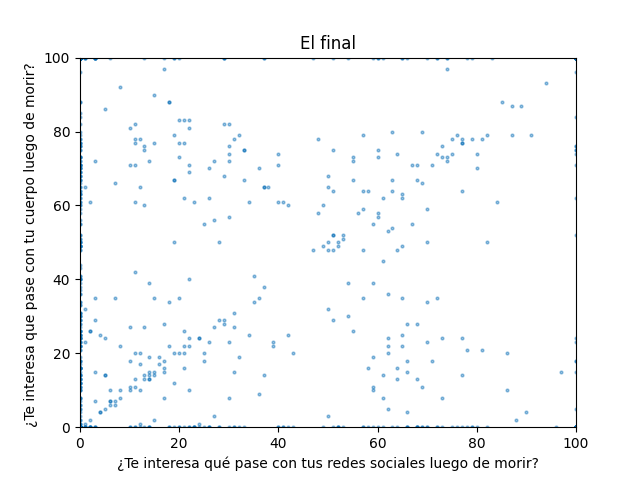 El final
¿Te interesa que pase con tu cuerpo luego de morir?
100
80
60
40
20
0
0 20 40 60 80 100
¿Te interesa qué pase con tus redes sociales luego de morir?